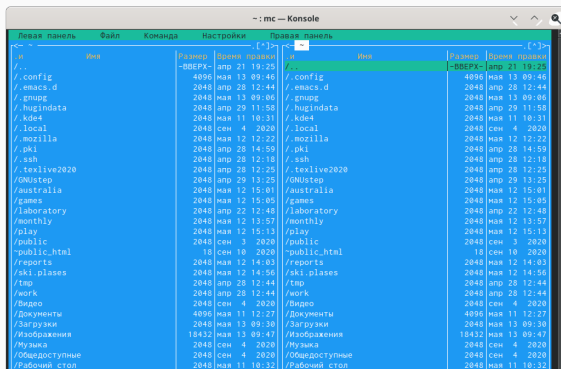 ~ : mc — Konsole
Левая панель Файл Команда Настройки Правая панель
<- ~ .[^]> <- ~ .[^]>
.и Имя Размер Время правки .и Имя Размер Время правки
/.. -ВВЕРХ- апр 21 19:25 /.. -ВВЕРХ- апр 21 19:25
/.config 4096 мая 13 09:46 /.config 4096 мая 13 09:46
/.emacs.d 2048 апр 28 12:44 /.emacs.d 2048 апр 28 12:44
/.gnupg 2048 мая 13 09:06 /.gnupg 2048 мая 13 09:06
/.hugindata 2048 апр 29 11:58 /.hugindata 2048 апр 29 11:58
/.kde4 2048 мая 11 10:31 /.kde4 2048 мая 11 10:31
/.local 2048 сен 4 2020 /.local 2048 сен 4 2020
/.mozilla 2048 мая 12 12:22 /.mozilla 2048 мая 12 12:22
/.pki 2048 апр 28 14:59 /.pki 2048 апр 28 14:59
/.ssh 2048 апр 28 12:18 /.ssh 2048 апр 28 12:18
/.texlive2020 2048 апр 28 12:25 /.texlive2020 2048 апр 28 12:25
/GNUstep 2048 апр 29 13:25 /GNUstep 2048 апр 29 13:25
/australia 2048 мая 12 15:01 /australia 2048 мая 12 15:01
/games 2048 мая 12 15:05 /games 2048 мая 12 15:05
/laboratory 2048 апр 22 12:48 /laboratory 2048 апр 22 12:48
/monthly 2048 мая 12 13:57 /monthly 2048 мая 12 13:57
/play 2048 мая 12 15:13 /play 2048 мая 12 15:13
/public 2048 сен 3 2020 /public 2048 сен 3 2020
~public_html 18 сен 10 2020 ~public_html 18 сен 10 2020
/reports 2048 мая 12 14:03 /reports 2048 мая 12 14:03
/ski.plases 2048 мая 12 14:56 /ski.plases 2048 мая 12 14:56
/tmp 2048 апр 28 12:44 /tmp 2048 апр 28 12:44
/work 2048 апр 28 12:44 /work 2048 апр 28 12:44
/Видео 2048 сен 4 2020 /Видео 2048 сен 4 2020
/Документы 4096 мая 11 12:27 /Документы 4096 мая 11 12:27
/Загрузки 2048 мая 13 09:30 /Загрузки 2048 мая 13 09:30
/Изображения 18432 мая 13 09:47 /Изображения 18432 мая 13 09:47
/Музыка 2048 сен 4 2020 /Музыка 2048 сен 4 2020
/Общедоступные 2048 сен 4 2020 /Общедоступные 2048 сен 4 2020
/Рабочий стол 2048 мая 11 10:32 /Рабочий стол 2048 мая 11 10:32